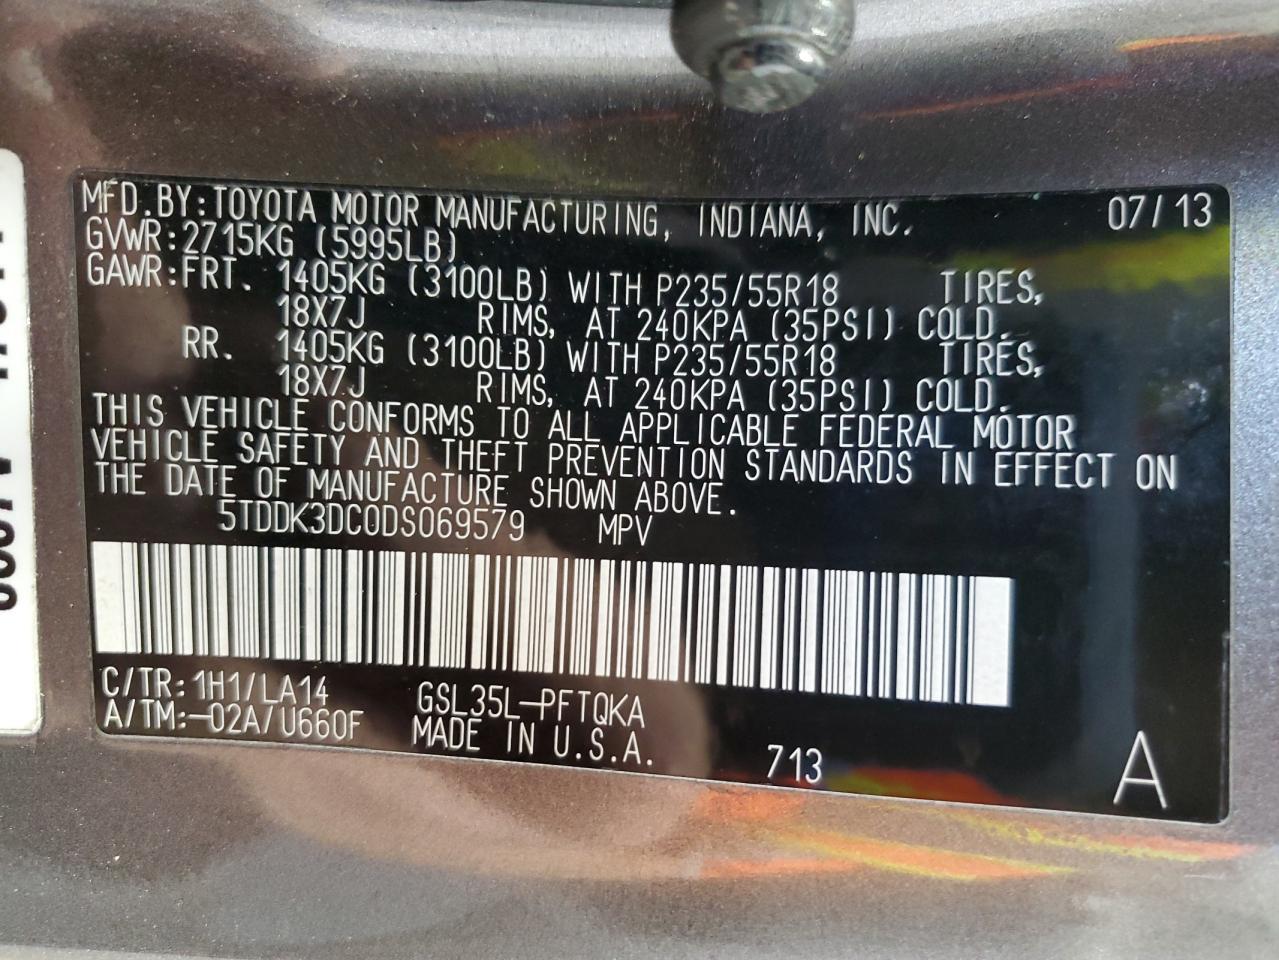 MFD.BY:TOYOTA MOTOR MANUFACTURING, INDIANA, INC. 07/13
GVWR:2715KG (5995LB)
GAWR:FRT. 1405KG (3100LB) WITH P235/55R18 TIRES,
18X7J RIMS, AT 240KPA (35PSI) COLD.
RR. 1405KG (3100LB) WITH P235/55R18 TIRES,
18X7J RIMS, AT 240KPA (35PSI) COLD.
THIS VEHICLE CONFORMS TO ALL APPLICABLE FEDERAL MOTOR
VEHICLE SAFETY AND THEFT PREVENTION STANDARDS IN EFFECT ON
THE DATE OF MANUFACTURE SHOWN ABOVE.
5TDDK3DC0DS069579 MPV
C/TR:1H1/LA14 GSL35L-PFTQKA
A/TM:-02A/U660F MADE IN U.S.A.
713 A